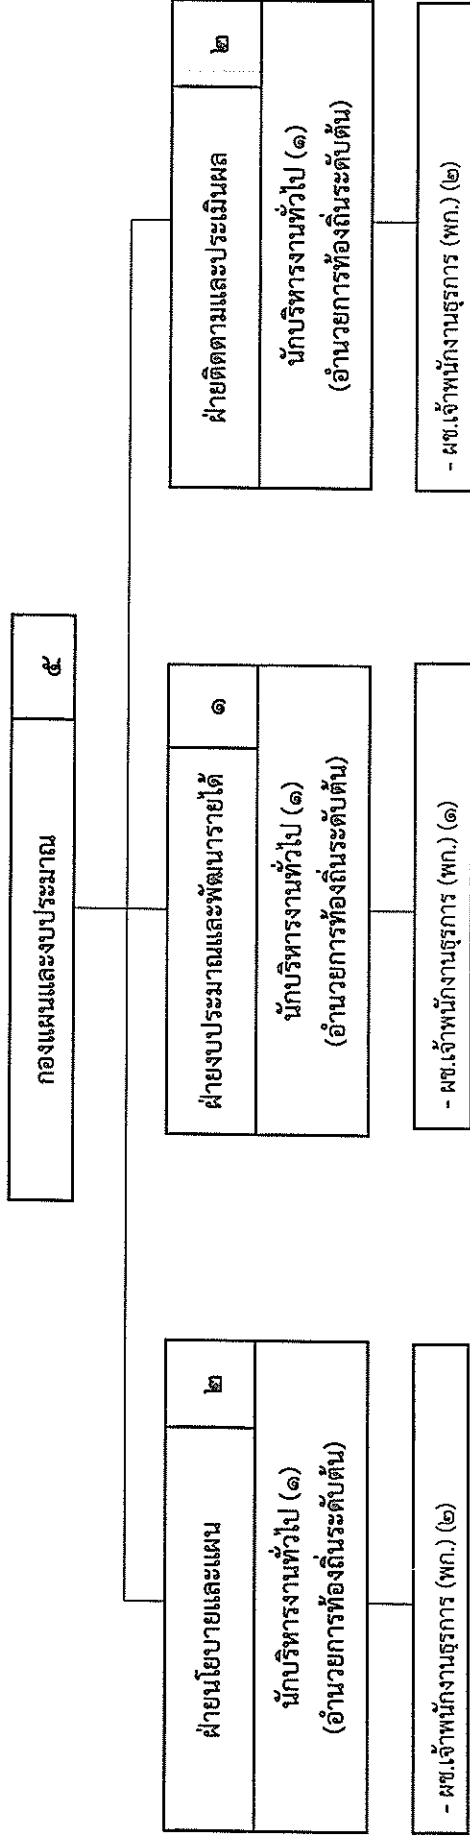 กองแผนและงบประมาณ
๕
ฝ่ายนโยบายและแผน
๒
นักบริหารงานทั่วไป (๑)
(อำนวยการท้องถิ่นระดับต้น)
- ผช.เจ้าพนักงานธุรการ (พก.) (๒)
ฝ่ายงบประมาณและพัฒนารายได้
๑
นักบริหารงานทั่วไป (๑)
(อำนวยการท้องถิ่นระดับต้น)
- ผช.เจ้าพนักงานธุรการ (พก.) (๑)
ฝ่ายติดตามและประเมินผล
๒
นักบริหารงานทั่วไป (๑)
(อำนวยการท้องถิ่นระดับต้น)
- ผช.เจ้าพนักงานธุรการ (พก.) (๒)